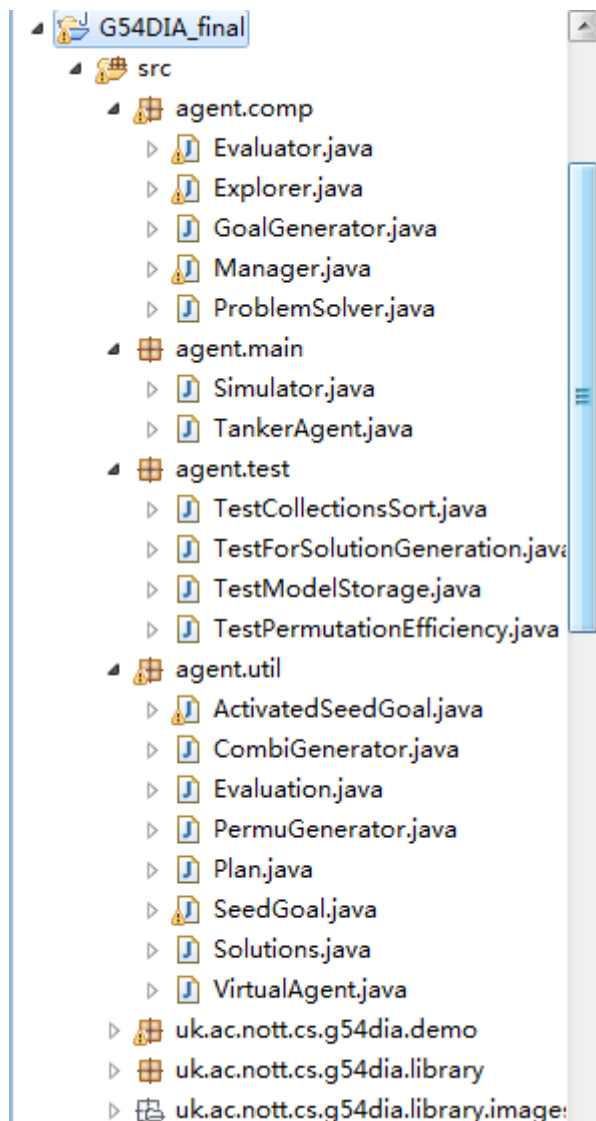 G54DIA_final
src
agent.comp
Evaluator.java
Explorer.java
GoalGenerator.java
Manager.java
ProblemSolver.java
agent.main
Simulator.java
TankerAgent.java
agent.test
TestCollectionsSort.java
TestForSolutionGeneration.java
TestModelStorage.java
TestPermutationEfficiency.java
agent.util
ActivatedSeedGoal.java
CombiGenerator.java
Evaluation.java
PermuGenerator.java
Plan.java
SeedGoal.java
Solutions.java
VirtualAgent.java
uk.ac.nott.cs.g54dia.demo
uk.ac.nott.cs.g54dia.library
uk.ac.nott.cs.g54dia.library.images